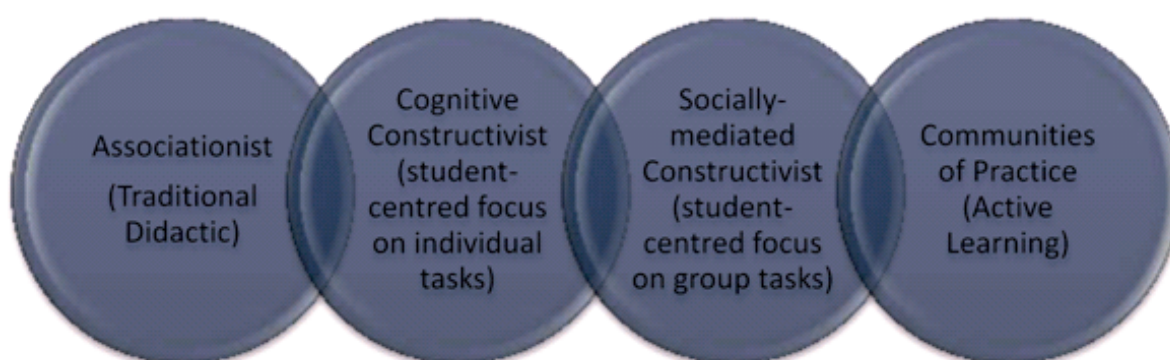 Associationist
(Traditional
Didactic)
Cognitive
Constructivist
(student-
centred focus
on individual
tasks)
Socially-
mediated
Constructivist
(student-
centred focus
on group tasks)
Communities
of Practice
(Active
Learning)